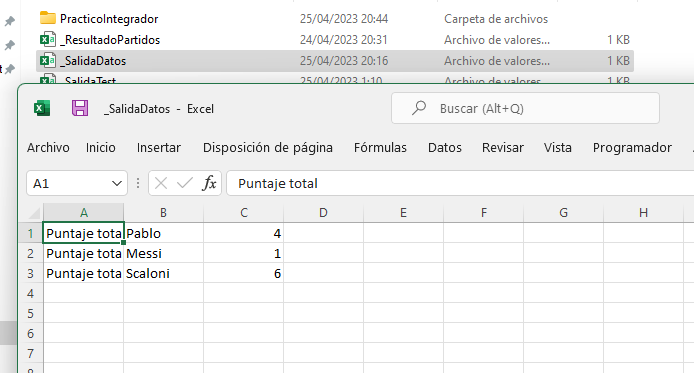 PracticoIntegrador 25/04/2023 20:44 Carpeta de archivos
_ResultadoPartidos 24/04/2023 20:31 Archivo de valores... 1 KB
_SalidaDatos 25/04/2023 20:16 Archivo de valores... 1 KB
_SalidaTest 25/04/2023 1:10 Archivo de valores... 1 KB
_SalidaDatos - Excel
Buscar (Alt+Q)
Archivo Inicio Insertar Disposición de página Fórmulas Datos Revisar Vista Programador
A1 fx Puntaje total
A B C D E F G H
1 Puntaje tota Pablo 4
2 Puntaje tota Messi 1
3 Puntaje tota Scaloni 6
4
5
6
7
8